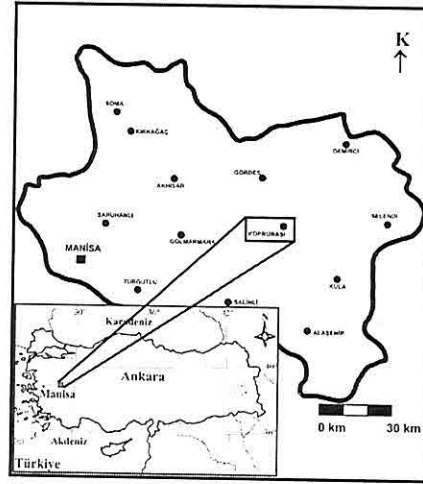 K
SOMA
KIRKAĞAÇ
DEMİRCİ
AKHİSAR
GÖRDES
SARUHANLI
SELENDİ
GÖLMARMARA
KÖPRÜBAŞI
MANİSA
TURGUTLU
KULA
SALİHLİ
ALAŞEHİR
Karadeniz
N
Ankara
Manisa
Akdeniz
Türkiye
0 km 30 km